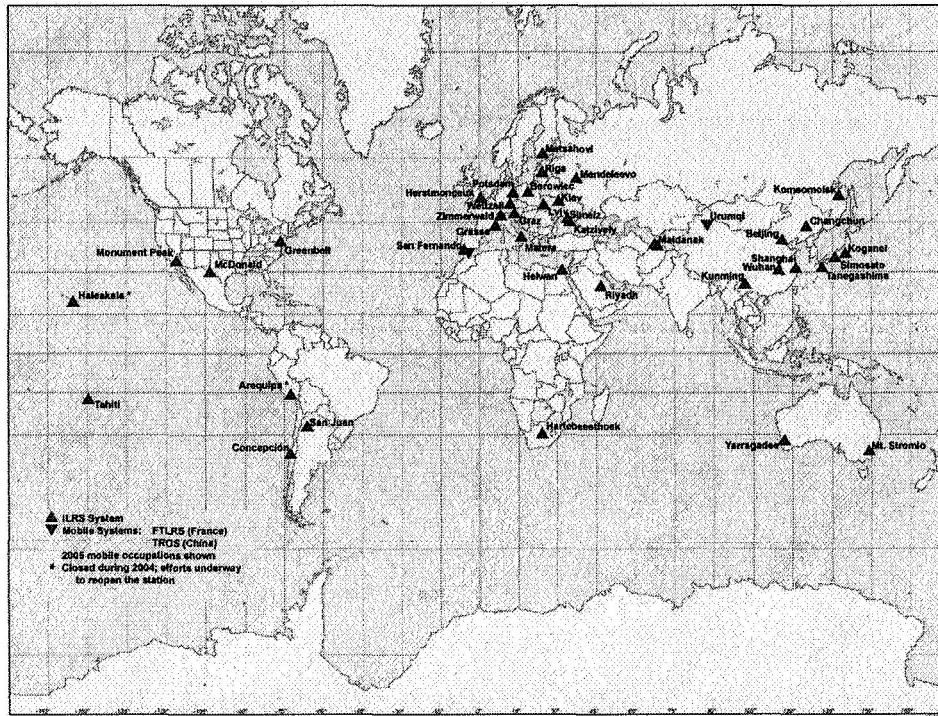 Metsahovi
Riga
Mendeleevo
Potsdam
Borowiec
Herstmonceux
Kiev
Komsomolsk
Wettzell
Simeiz
Zimmerwald
Graz
Katzively
Urumqi
Changchun
Grasse
Beijing
Greenbelt
San Fernando
Matera
Maidanak
Koganei
Monument Peak
McDonald
Shanghai
Simosato
Wuhan
Tanegashima
Helwan
Kunming
Riyadh
Haleakala *
Arequipa *
Tahiti
San Juan
Hartebeesthoek
Yarragadee
Mt. Stromlo
Concepción
ILRS System
Mobile Systems: FTLRS (France)
TROS (China)
2005 mobile occupations shown
* Closed during 2004; efforts underway
to reopen the station